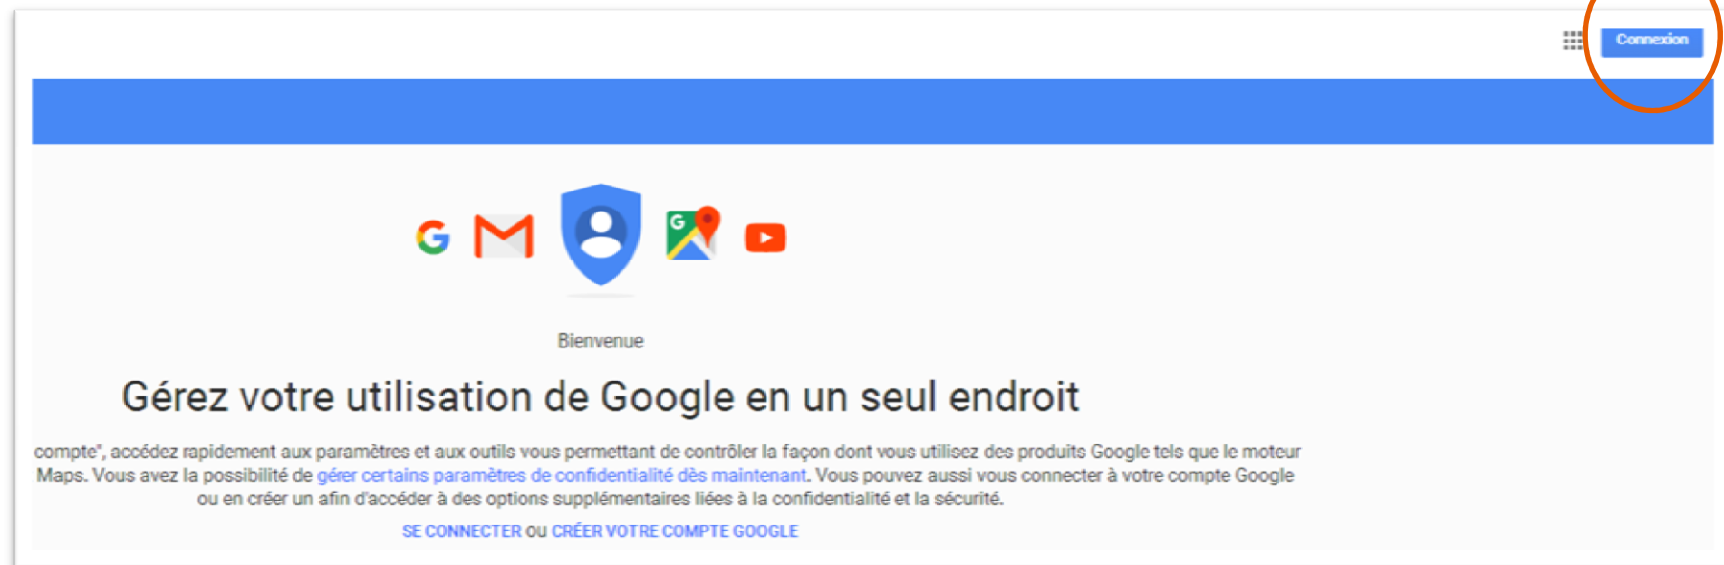 Connexion
Bienvenue
Gérez votre utilisation de Google en un seul endroit
compte", accédez rapidement aux paramètres et aux outils vous permettant de contrôler la façon dont vous utilisez des produits Google tels que le moteur
Maps. Vous avez la possibilité de gérer certains paramètres de confidentialité dès maintenant. Vous pouvez aussi vous connecter à votre compte Google
ou en créer un afin d'accéder à des options supplémentaires liées à la confidentialité et la sécurité.
SE CONNECTER OU CRÉER VOTRE COMPTE GOOGLE